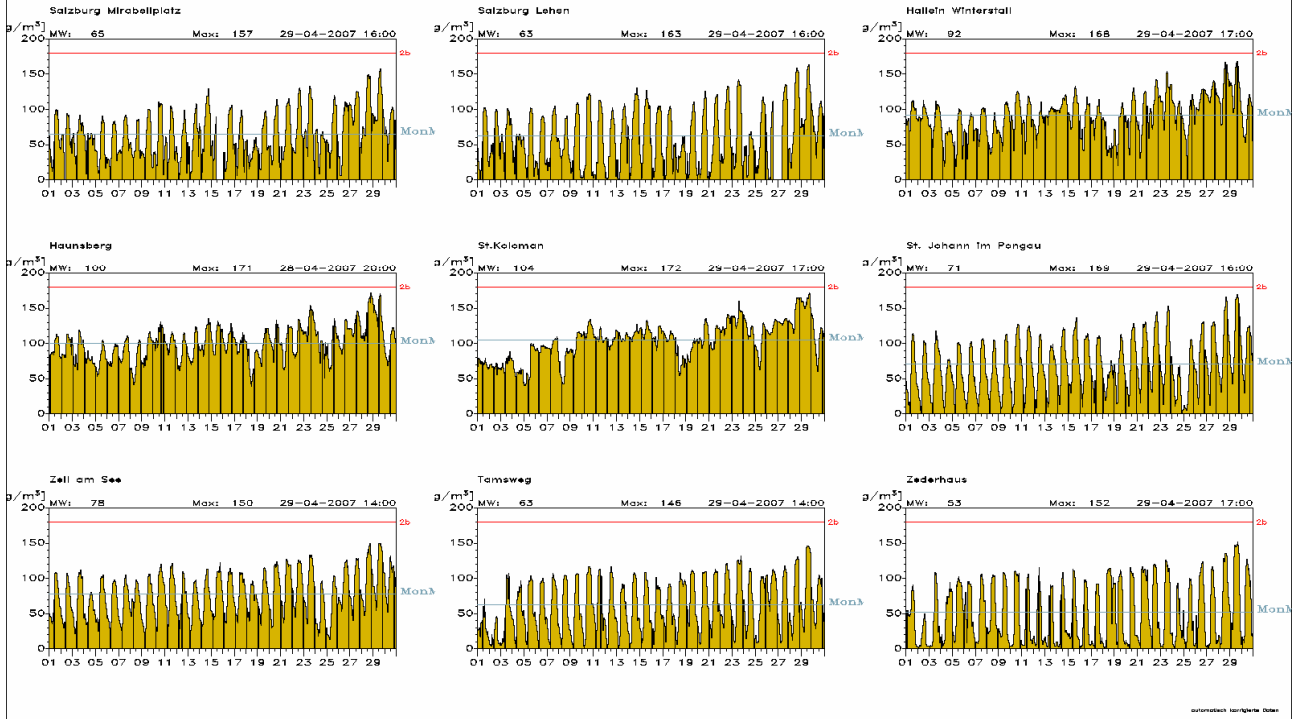 Salzburg Mirabellplatz
g/m³]
MW: 65 Max: 157 29-04-2007 16:00
200
150
100
50
0
2b
MonM
01 03 05 07 09 11 13 15 17 19 21 23 25 27 29
Salzburg Lehen
g/m³]
MW: 63 Max: 163 29-04-2007 16:00
200
150
100
50
0
2b
MonM
01 03 05 07 09 11 13 15 17 19 21 23 25 27 29
Hallein Winterstall
g/m³]
MW: 92 Max: 168 29-04-2007 17:00
200
150
100
50
0
2b
MonM
01 03 05 07 09 11 13 15 17 19 21 23 25 27 29
Haunsberg
g/m³]
MW: 100 Max: 171 28-04-2007 20:00
200
150
100
50
0
2b
MonM
01 03 05 07 09 11 13 15 17 19 21 23 25 27 29
St.Koloman
g/m³]
MW: 104 Max: 172 29-04-2007 17:00
200
150
100
50
0
2b
MonM
01 03 05 07 09 11 13 15 17 19 21 23 25 27 29
St. Johann im Pongau
g/m³]
MW: 71 Max: 169 29-04-2007 16:00
200
150
100
50
0
2b
MonM
01 03 05 07 09 11 13 15 17 19 21 23 25 27 29
Zell am See
g/m³]
MW: 78 Max: 150 29-04-2007 14:00
200
150
100
50
0
2b
MonM
01 03 05 07 09 11 13 15 17 19 21 23 25 27 29
Tamsweg
g/m³]
MW: 63 Max: 146 29-04-2007 14:00
200
150
100
50
0
2b
MonM
01 03 05 07 09 11 13 15 17 19 21 23 25 27 29
Zederhaus
g/m³]
MW: 53 Max: 152 29-04-2007 17:00
200
150
100
50
0
2b
MonM
01 03 05 07 09 11 13 15 17 19 21 23 25 27 29
automatisch korrigierte Daten